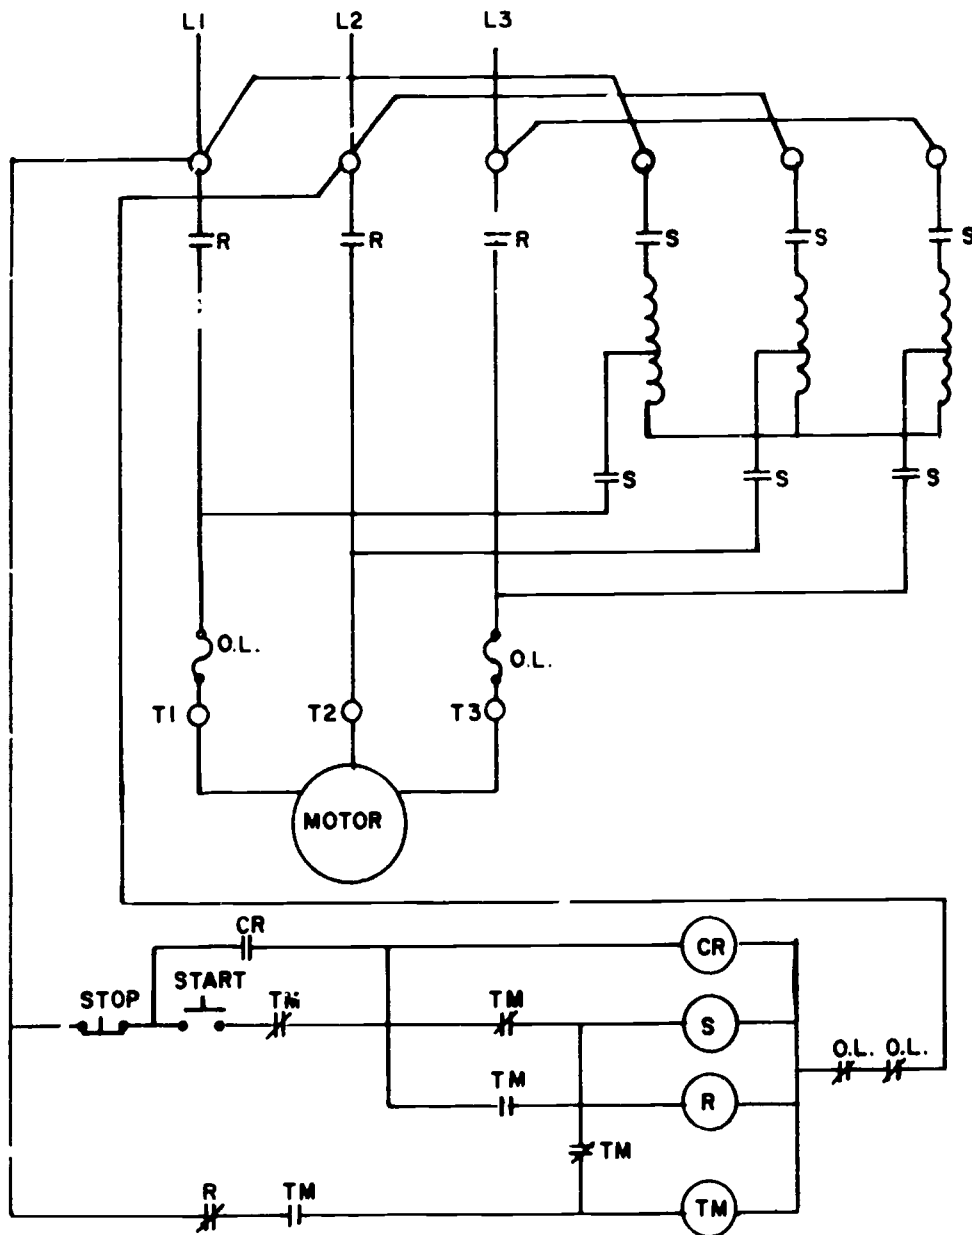 L1 L2 L3
R R R S S S
S S S
O.L. O.L.
T1 T2 T3
MOTOR
CR CR
STOP START TM TM S
O.L. O.L.
TM R
TM
R TM TM